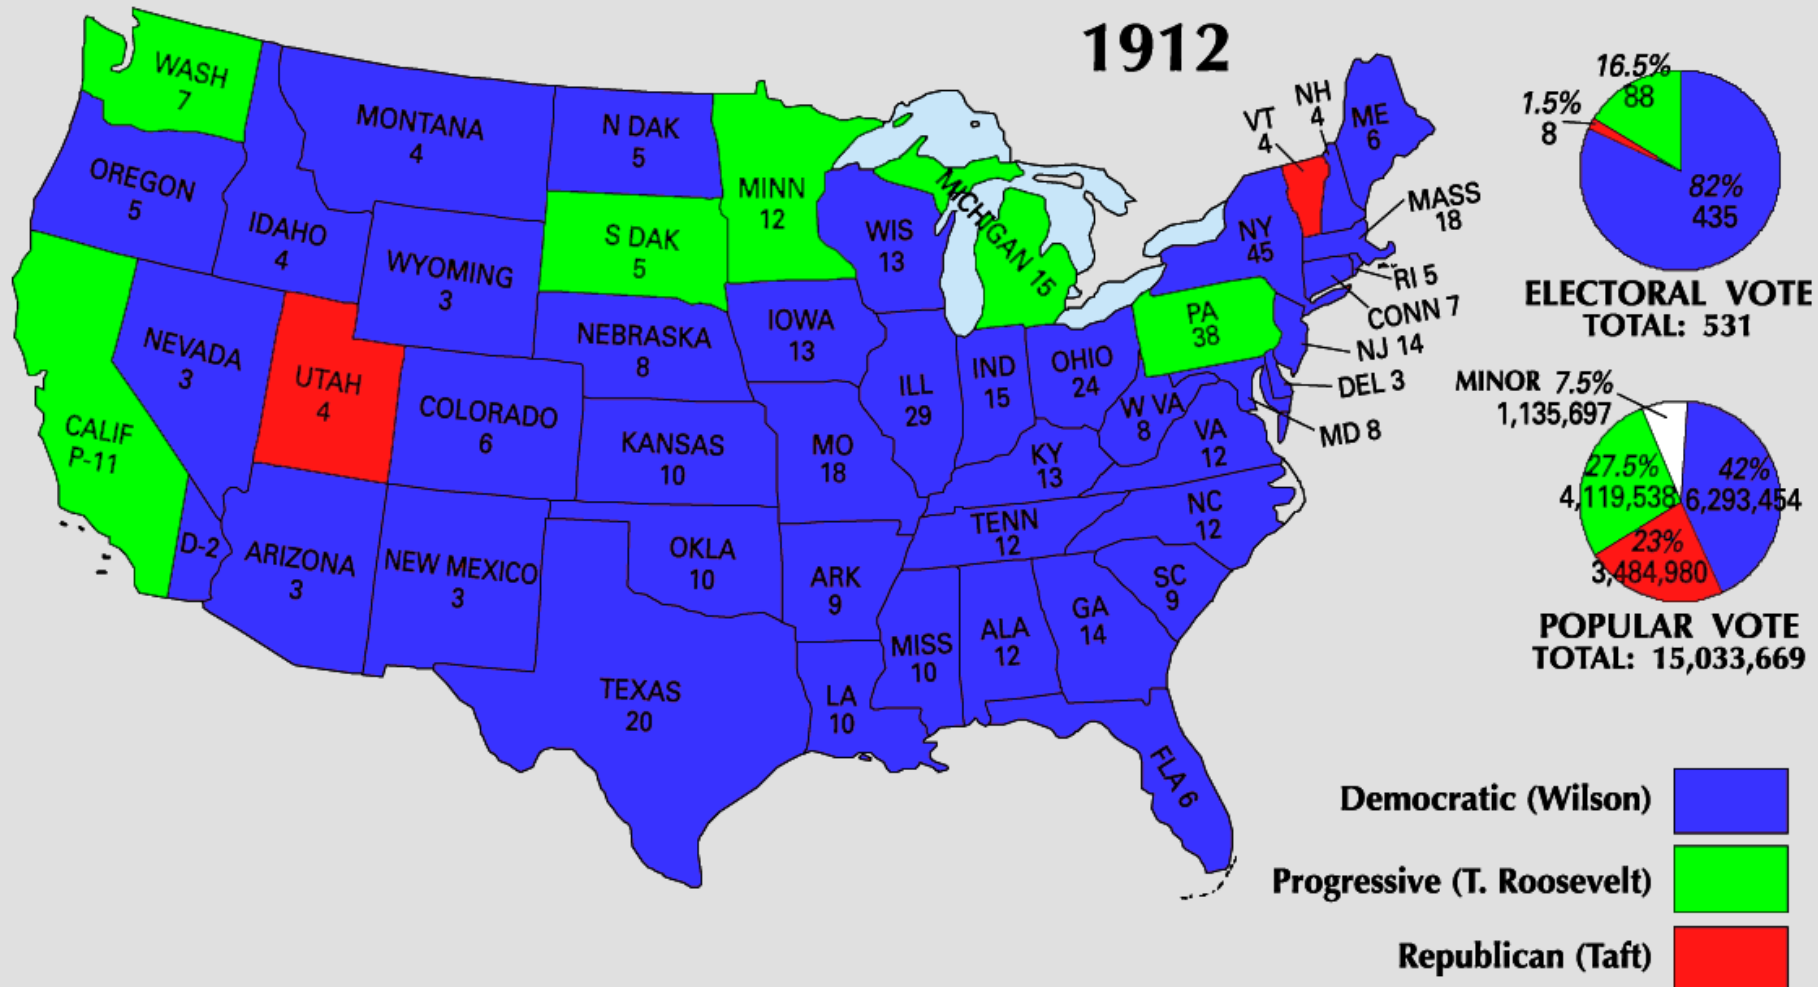 1912
WASH
7
OREGON
5
CALIF
P-11
D-2
IDAHO
4
NEVADA
3
MONTANA
4
WYOMING
3
UTAH
4
ARIZONA
3
COLORADO
6
NEW MEXICO
3
N DAK
5
S DAK
5
NEBRASKA
8
KANSAS
10
OKLA
10
TEXAS
20
MINN
12
IOWA
13
MO
18
ARK
9
LA
10
WIS
13
ILL
29
MICHIGAN 15
IND
15
OHIO
24
KY
13
TENN
12
MISS
10
ALA
12
GA
14
FLA 6
SC
9
NC
12
VA
12
W VA
8
PA
38
NY
45
VT
4
NH
4
ME
6
MASS
18
RI 5
CONN 7
NJ 14
DEL 3
MD 8
16.5%
88
1.5%
8
82%
435
ELECTORAL VOTE
TOTAL: 531
MINOR 7.5%
1,135,697
27.5%
4,119,538
42%
6,293,454
23%
3,484,980
POPULAR VOTE
TOTAL: 15,033,669
Democratic (Wilson)
Progressive (T. Roosevelt)
Republican (Taft)